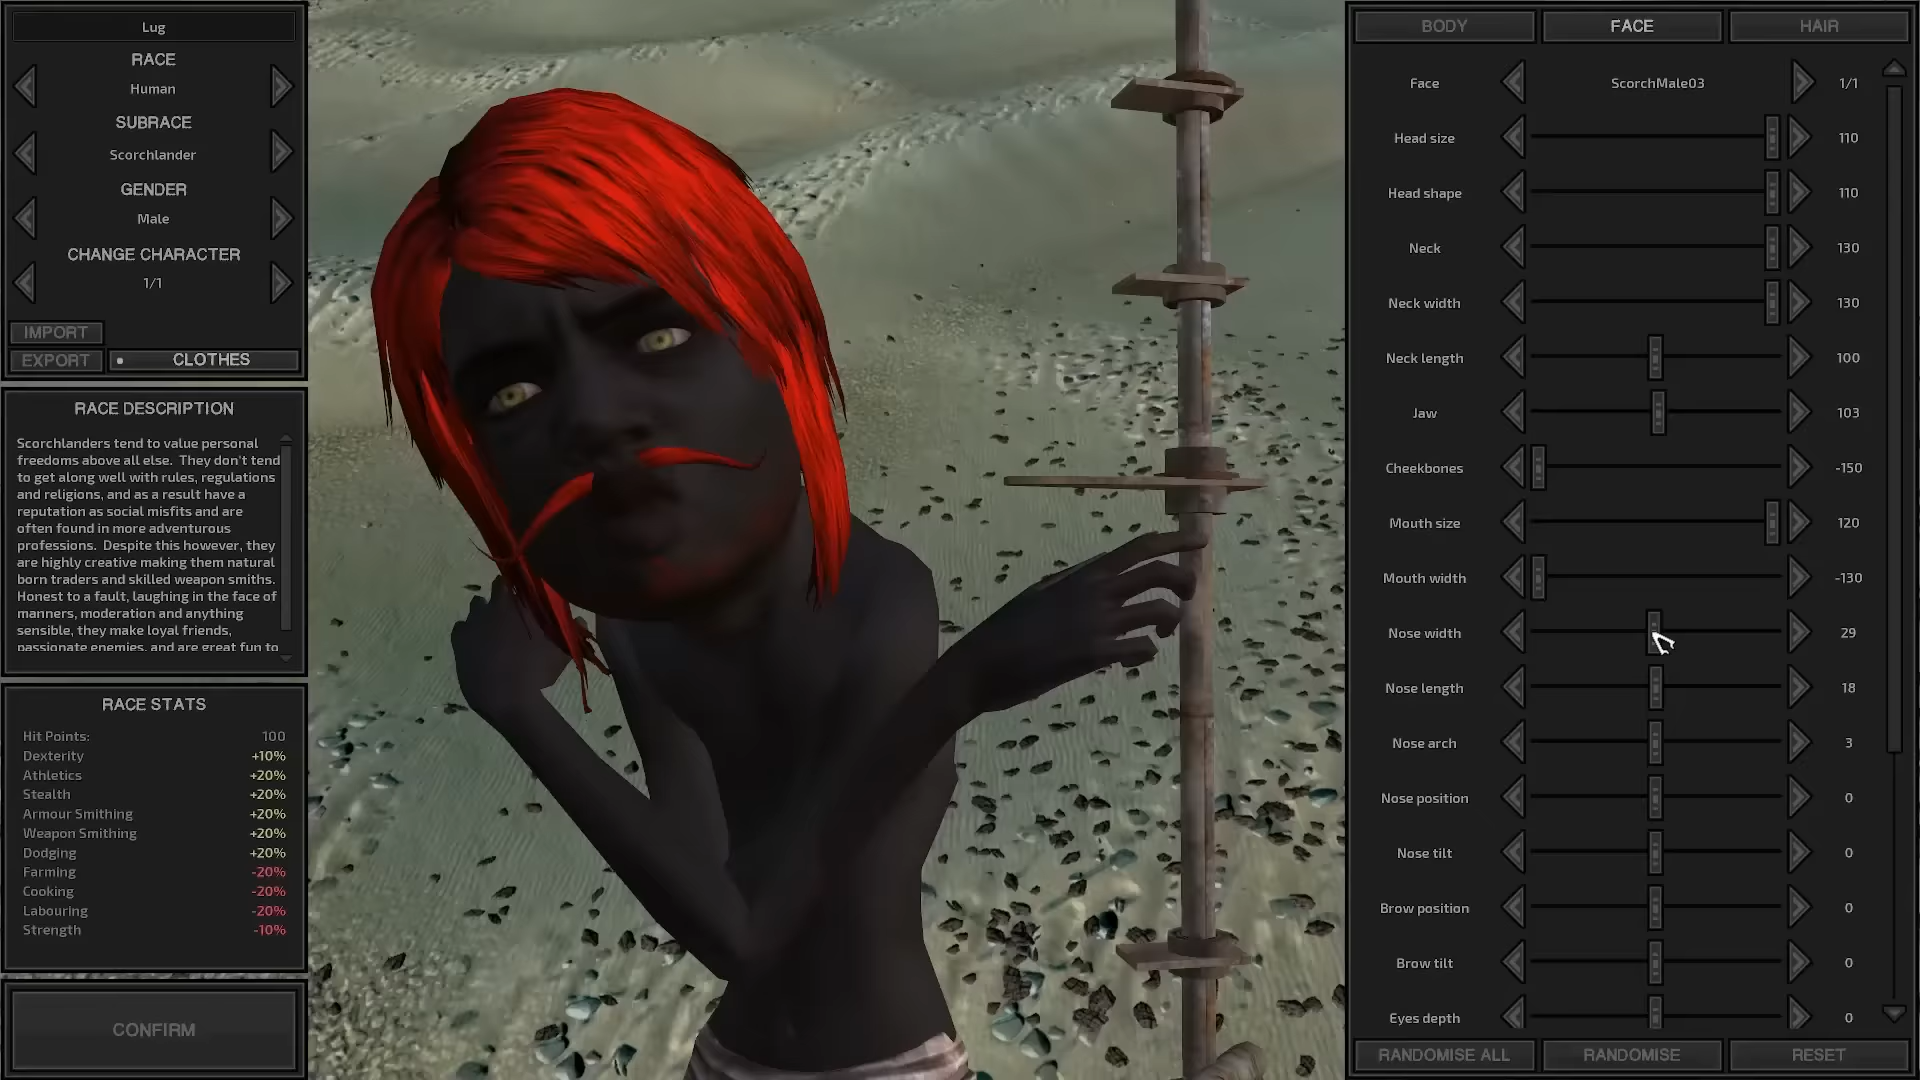 Lug
RACE
Human
SUBRACE
Scorchlander
GENDER
Male
CHANGE CHARACTER
1/1
IMPORT
EXPORT
CLOTHES
RACE DESCRIPTION
Scorchlanders tend to value personal
freedoms above all else. They don't tend
to get along well with rules, regulations
and religions, and as a result have a
reputation as social misfits and are
often found in more adventurous
professions. Despite this however, they
are highly creative making them natural
born traders and skilled weapon smiths.
Honest to a fault, laughing in the face of
manners, moderation and anything
sensible, they make loyal friends,
passionate enemies, and are great fun to
RACE STATS
Hit Points: 100
Dexterity +10%
Athletics +20%
Stealth +20%
Armour Smithing +20%
Weapon Smithing +20%
Dodging +20%
Farming -20%
Cooking -20%
Labouring -20%
Strength -10%
CONFIRM
BODY FACE HAIR
Face ScorchMale03 1/1
Head size 110
Head shape 110
Neck 130
Neck width 130
Neck length 100
Jaw 103
Cheekbones -150
Mouth size 120
Mouth width -130
Nose width 29
Nose length 18
Nose arch 3
Nose position 0
Nose tilt 0
Brow position 0
Brow tilt 0
Eyes depth 0
RANDOMISE ALL RANDOMISE RESET